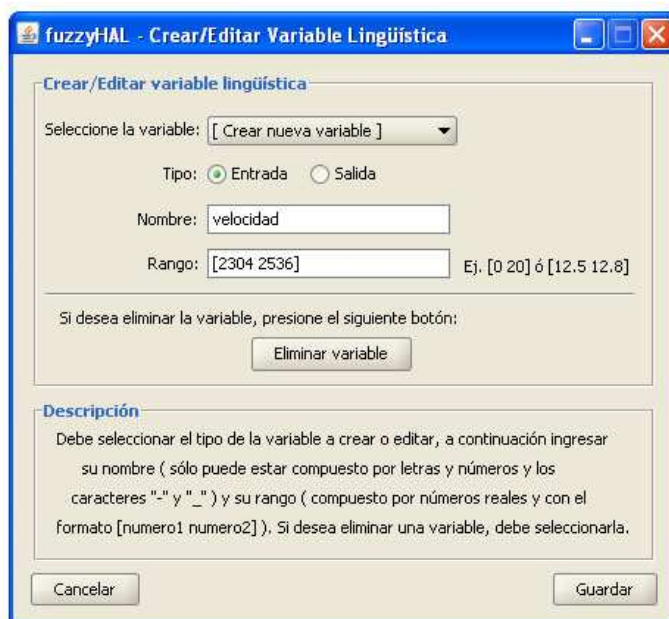 fuzzyHAL - Crear/Editar Variable Lingüística
Crear/Editar variable lingüística
Seleccione la variable: [ Crear nueva variable ]
Tipo: Entrada Salida
Nombre: velocidad
Rango: [2304 2536] Ej. [0 20] ó [12.5 12.8]
Si desea eliminar la variable, presione el siguiente botón:
Eliminar variable
Descripción
Debe seleccionar el tipo de la variable a crear o editar, a continuación ingresar
su nombre ( sólo puede estar compuesto por letras y números y los
caracteres "-" y "_" ) y su rango ( compuesto por números reales y con el
formato [numero1 numero2] ). Si desea eliminar una variable, debe seleccionarla.
Cancelar Guardar